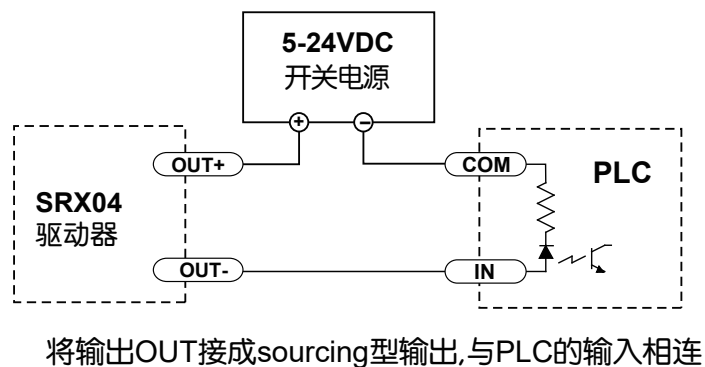 5-24VDC
开关电源
+ −
OUT+
COM
PLC
SRX04
驱动器
OUT-
IN
将输出OUT接成sourcing型输出,与PLC的输入相连